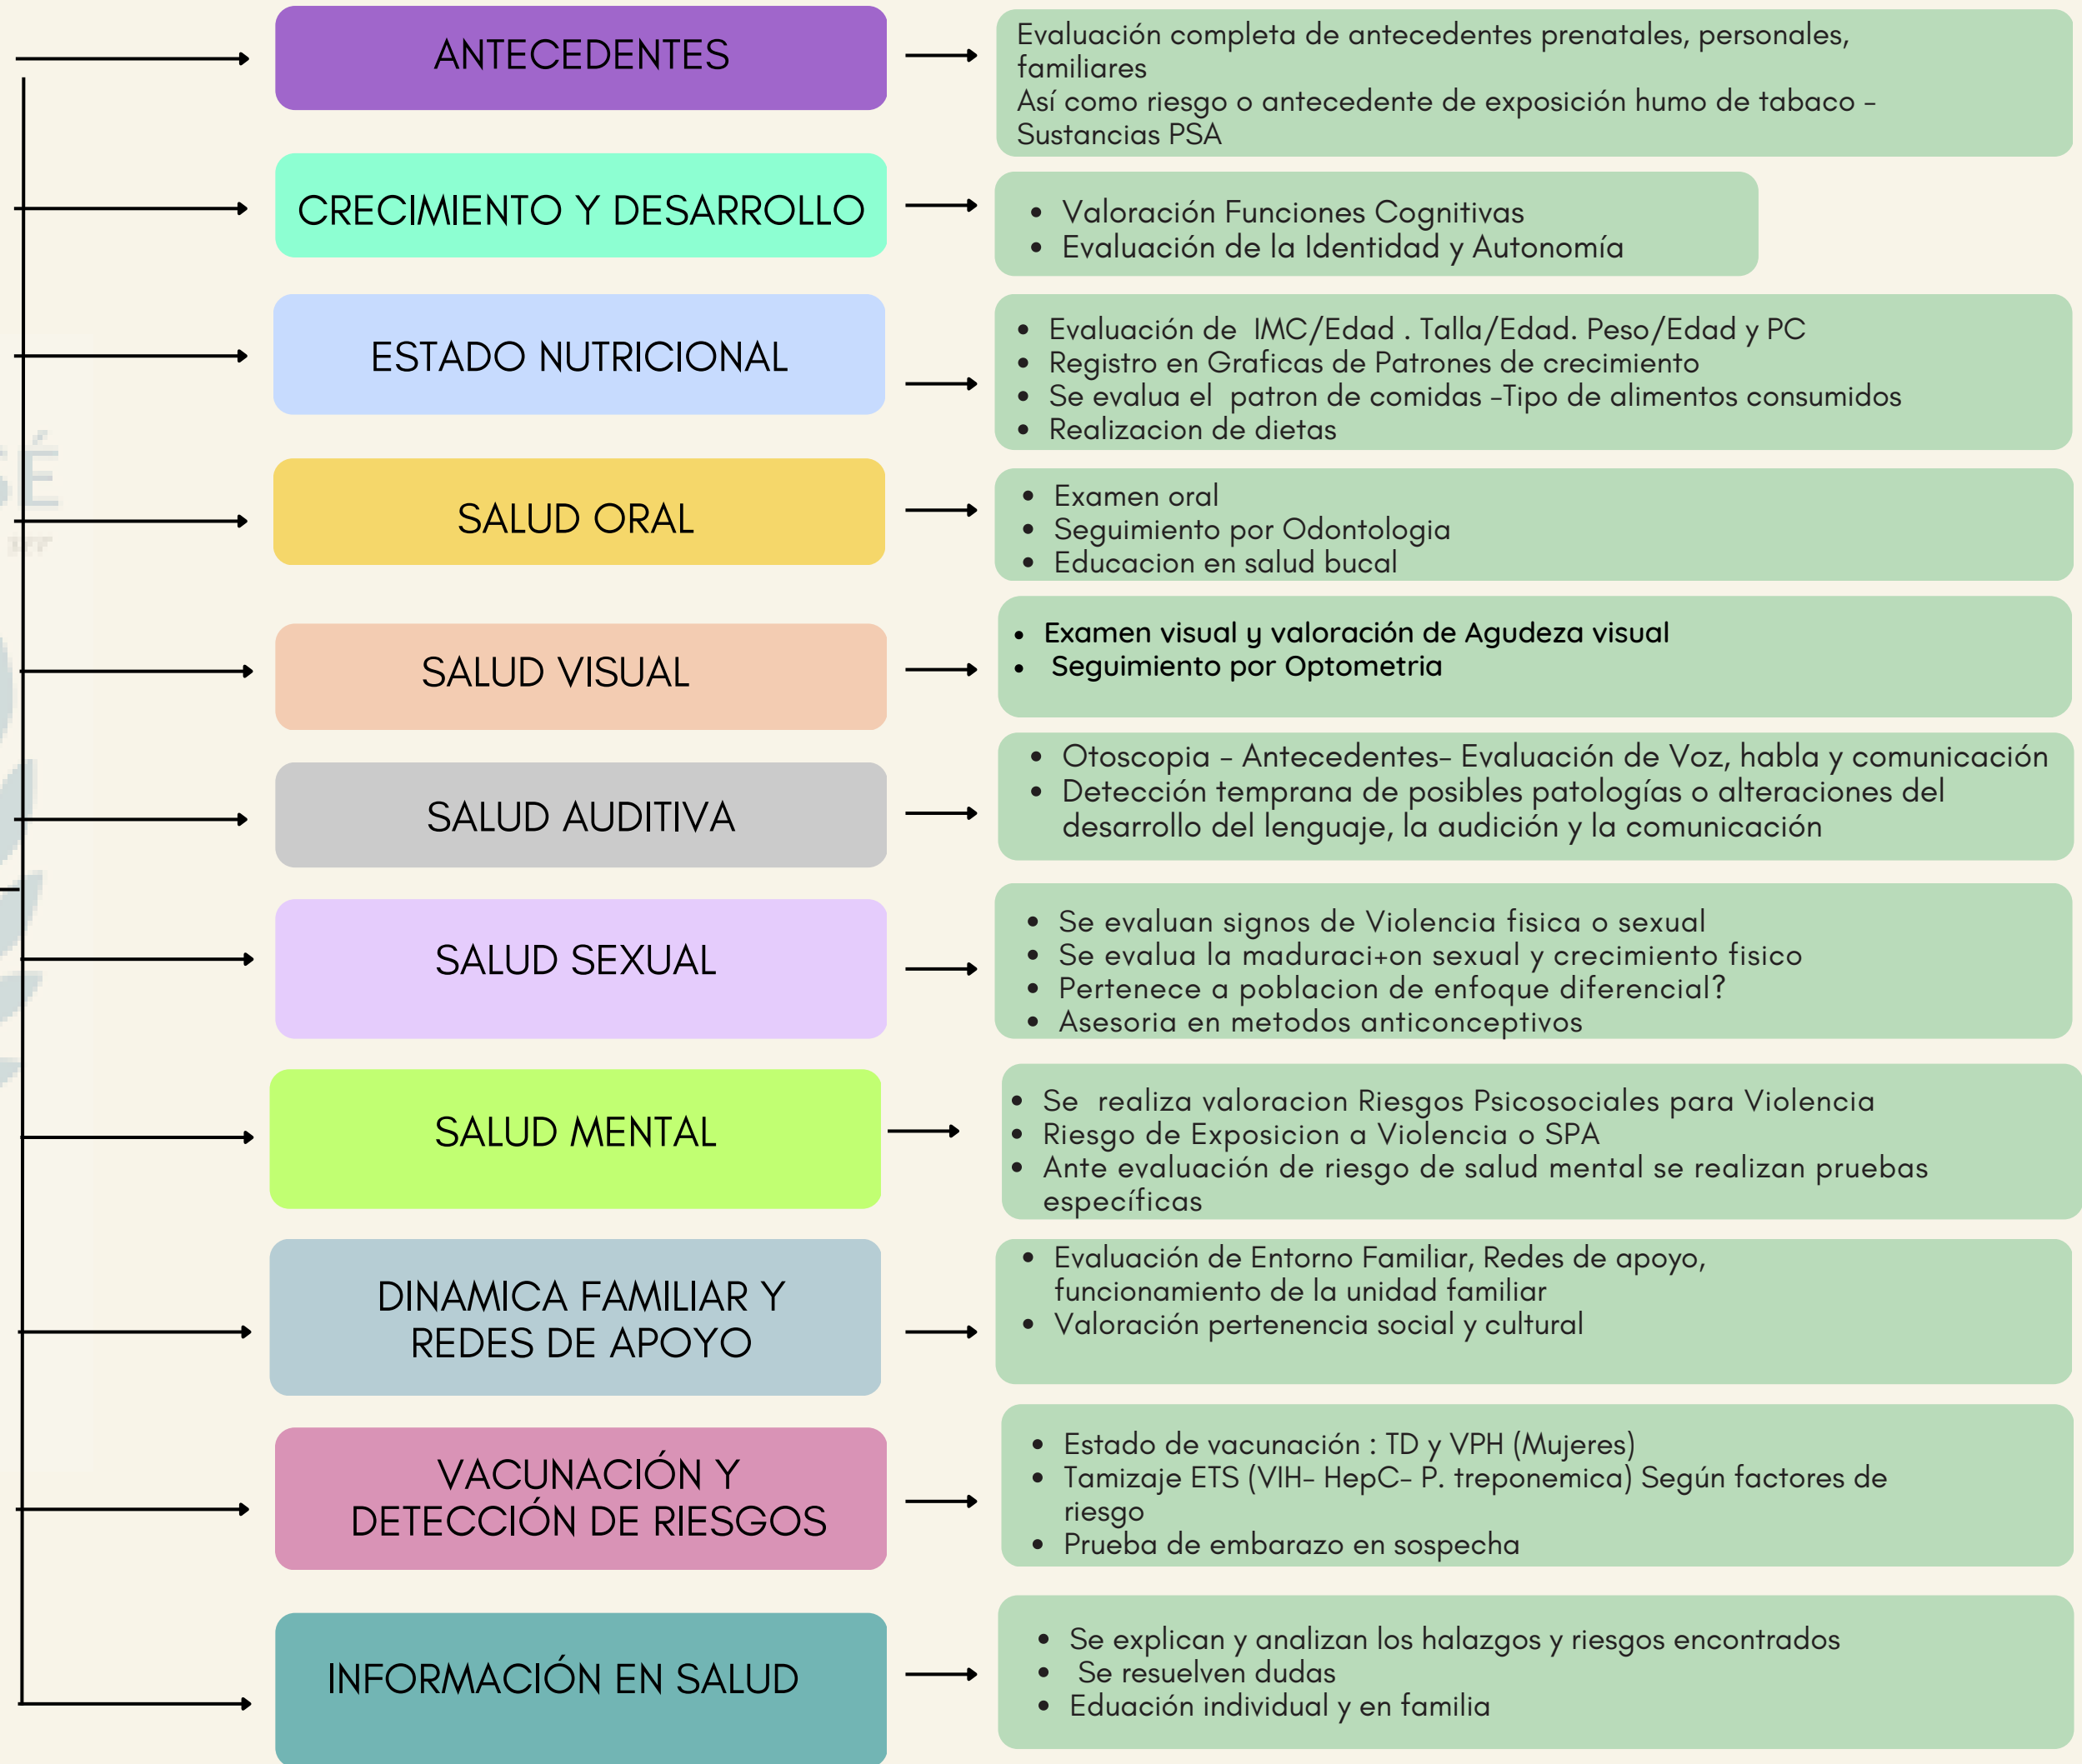 ANTECEDENTES
Evaluación completa de antecedentes prenatales, personales,
familiares
Así como riesgo o antecedente de exposición humo de tabaco -
Sustancias PSA
CRECIMIENTO Y DESARROLLO
• Valoración Funciones Cognitivas
• Evaluación de la Identidad y Autonomía
ESTADO NUTRICIONAL
• Evaluación de  IMC/Edad . Talla/Edad. Peso/Edad y PC
• Registro en Graficas de Patrones de crecimiento
• Se evalua el  patron de comidas -Tipo de alimentos consumidos
• Realizacion de dietas
SALUD ORAL
• Examen oral
• Seguimiento por Odontologia
• Educacion en salud bucal
SALUD VISUAL
• Examen visual y valoración de Agudeza visual
• Seguimiento por Optometria
SALUD AUDITIVA
• Otoscopia - Antecedentes- Evaluación de Voz, habla y comunicación
• Detección temprana de posibles patologías o alteraciones del
desarrollo del lenguaje, la audición y la comunicación
SALUD SEXUAL
• Se evaluan signos de Violencia fisica o sexual
• Se evalua la maduraci+on sexual y crecimiento fisico
• Pertenece a poblacion de enfoque diferencial?
• Asesoria en metodos anticonceptivos
SALUD MENTAL
• Se  realiza valoracion Riesgos Psicosociales para Violencia
• Riesgo de Exposicion a Violencia o SPA
• Ante evaluación de riesgo de salud mental se realizan pruebas
específicas
DINAMICA FAMILIAR Y
REDES DE APOYO
• Evaluación de Entorno Familiar, Redes de apoyo,
funcionamiento de la unidad familiar
• Valoración pertenencia social y cultural
VACUNACIÓN Y
DETECCIÓN DE RIESGOS
• Estado de vacunación : TD y VPH (Mujeres)
• Tamizaje ETS (VIH- HepC- P. treponemica) Según factores de
riesgo
• Prueba de embarazo en sospecha
INFORMACIÓN EN SALUD
• Se explican y analizan los halazgos y riesgos encontrados
• Se resuelven dudas
• Eduación individual y en familia